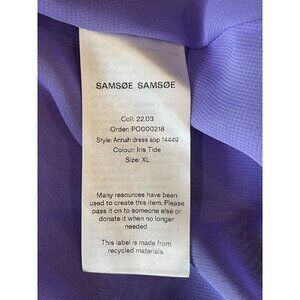 SAMSØE SAMSØE
Coll: 22.03
Order: PO000218
Style: Annah dress aop 14449
Colour: Iris Tide
Size: XL
Many resources have been
used to create this item. Please
pass it on to someone else or
donate it when no longer
needed.
This label is made from
recycled materials.